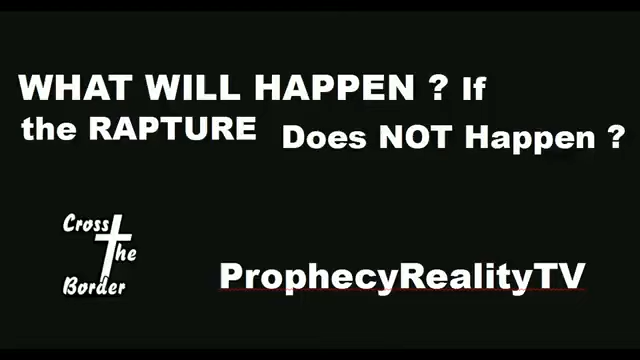 WHAT WILL HAPPEN ? If
the RAPTURE Does NOT Happen ?
Cross
the
Border
ProphecyRealityTV